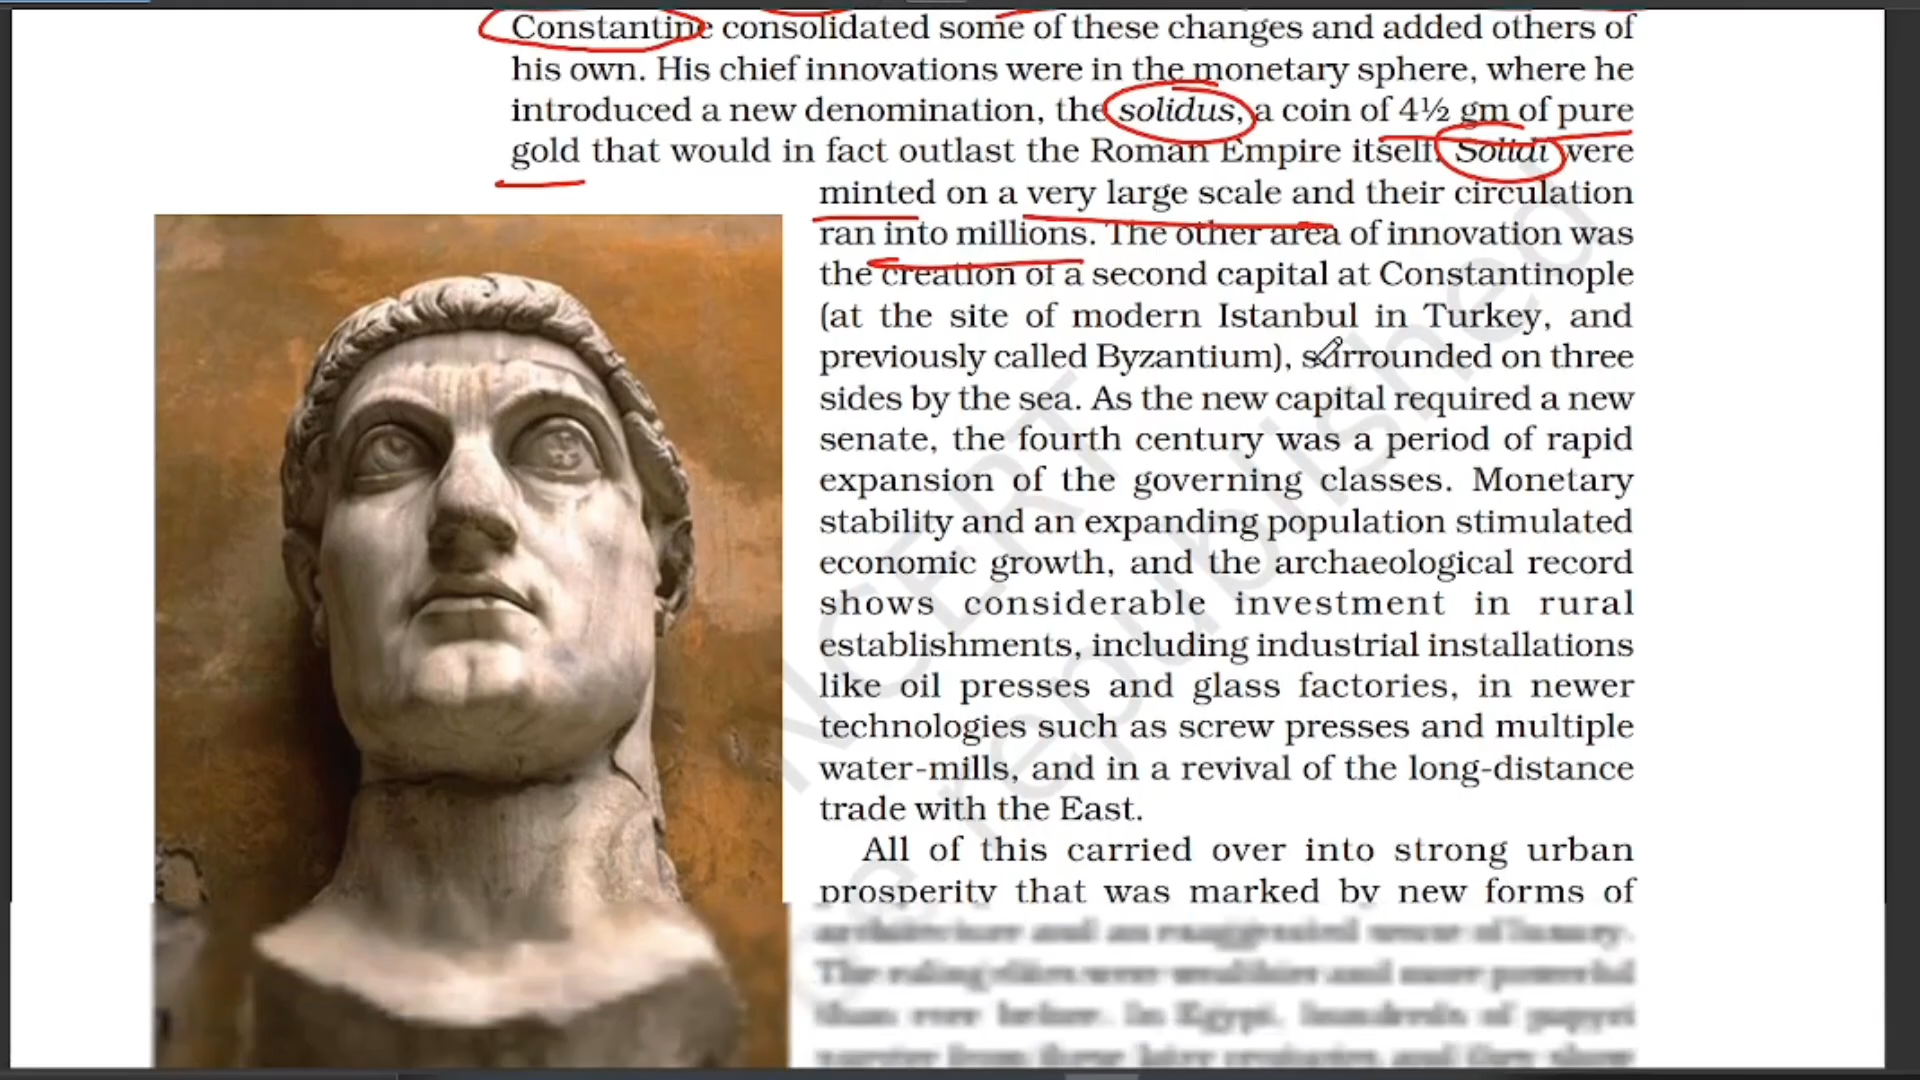 Constantine consolidated some of these changes and added others of
his own. His chief innovations were in the monetary sphere, where he
introduced a new denomination, the solidus, a coin of 4½ gm of pure
gold that would in fact outlast the Roman Empire itself. Solidi were
minted on a very large scale and their circulation
ran into millions. The other area of innovation was
the creation of a second capital at Constantinople
(at the site of modern Istanbul in Turkey, and
previously called Byzantium), surrounded on three
sides by the sea. As the new capital required a new
senate, the fourth century was a period of rapid
expansion of the governing classes. Monetary
stability and an expanding population stimulated
economic growth, and the archaeological record
shows considerable investment in rural
establishments, including industrial installations
like oil presses and glass factories, in newer
technologies such as screw presses and multiple
water-mills, and in a revival of the long-distance
trade with the East.
All of this carried over into strong urban
prosperity that was marked by new forms of
NCERT
republished